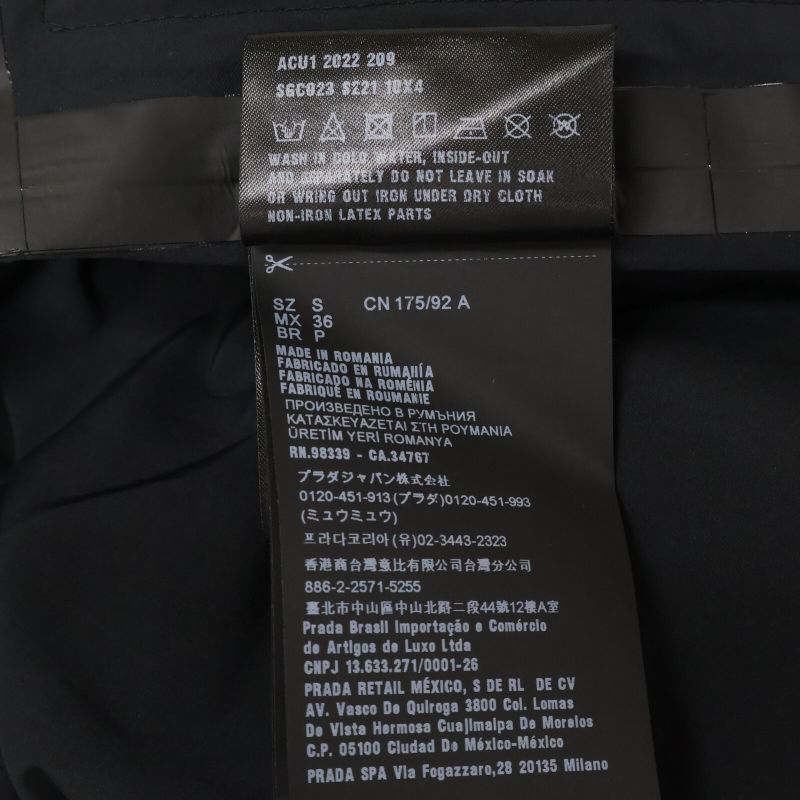 ACU1 2022 209
SGC023 S221 10X4
WASH IN COLD WATER, INSIDE-OUT
AND SEPARATELY DO NOT LEAVE IN SOAK
OR WRING OUT IRON UNDER DRY CLOTH
NON-IRON LATEX PARTS
SZ S CN 175/92 A
MX 36
BR P
MADE IN ROMANIA
FABRICADO EN RUMANÍA
FABRICADO NA ROMÉNIA
FABRIQUÉ EN ROUMANIE
ПРОИЗВЕДЕНО В РУМЪНИЯ
ΚΑΤΑΣΚΕΥΑΖΕΤΑΙ ΣΤΗ ΡΟΥΜΑΝΙΑ
ÜRETİM YERİ ROMANYA
RN.98339 - CA.34767
プラダジャパン株式会社
0120-451-913(プラダ)0120-451-993
(ミュウミュウ)
프라다코리아(유)02-3443-2323
香港商台灣意比有限公司台灣分公司
886-2-2571-5255
臺北市中山區中山北路二段44號12樓A室
Prada Brasil Importação e Comércio
de Artigos de Luxo Ltda
CNPJ 13.633.271/0001-26
PRADA RETAIL MÉXICO, S DE RL DE CV
AV. Vasco De Quiroga 3800 Col. Lomas
De Vista Hermosa Cuajimalpa De Morelos
C.P. 05100 Ciudad De México-México
PRADA SPA Via Fogazzaro,28 20135 Milano